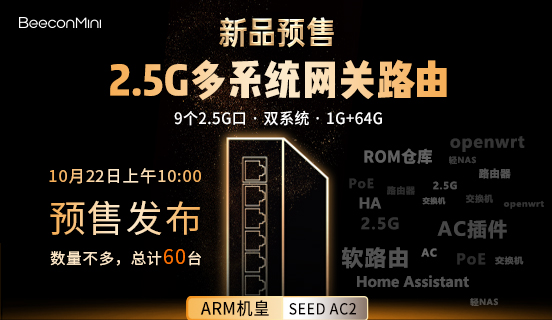 BeeconMini
新品预售
2.5G多系统网关路由
9个2.5G口 · 双系统 · 1G+64G
10月22日上午10:00
预售发布
数量不多，总计60台
openwrt
ROM仓库
轻NAS
路由器
PoE
路由器
2.5G
HA
交换机
交换机
openwrt
2.5G
AC插件
软路由
AC
PoE
交换机
Home Assistant
轻NAS
ARM机皇
SEED AC2